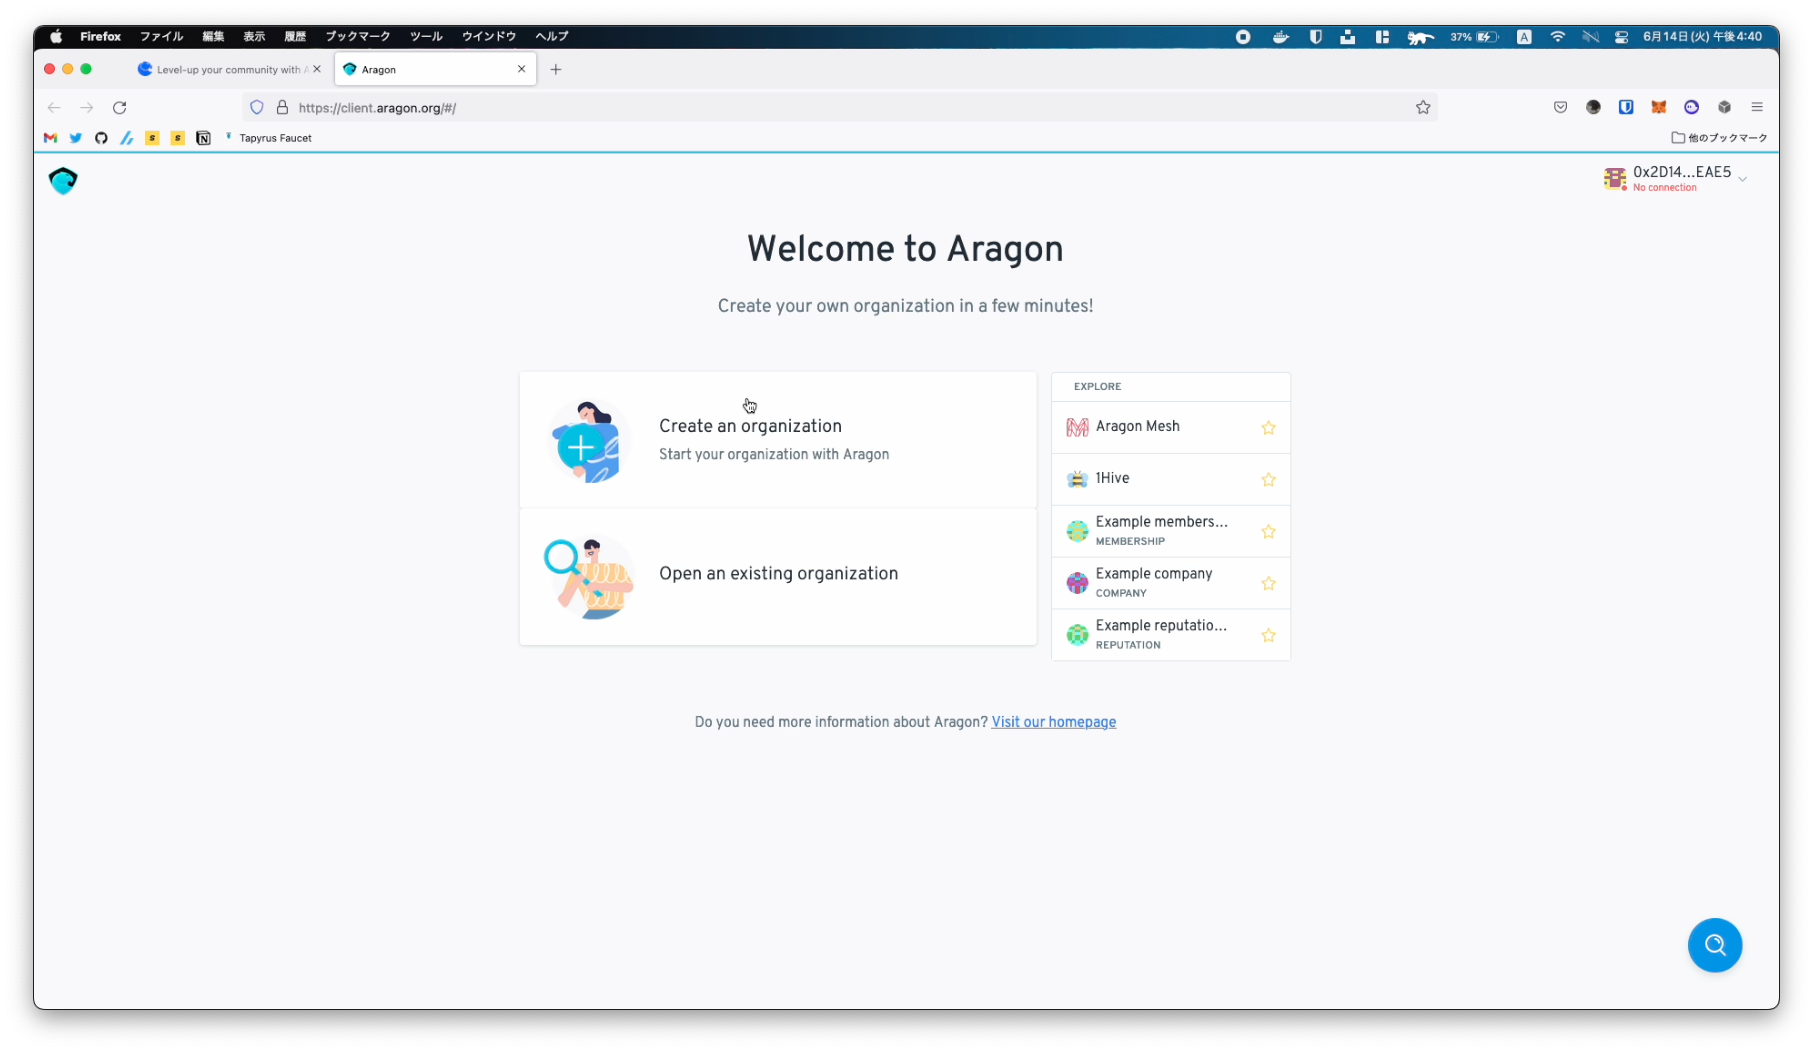 Firefox ファイル 編集 表示 履歴 ブックマーク ツール ウインドウ ヘルプ 37% A 6月14日(火) 午後4:40
Level-up your community with A
Aragon
https://client.aragon.org/#/
Tapyrus Faucet
他のブックマーク
0x2D14...EAE5
No connection
Welcome to Aragon
Create your own organization in a few minutes!
Create an organization
Start your organization with Aragon
Open an existing organization
EXPLORE
Aragon Mesh
1Hive
Example members...
MEMBERSHIP
Example company
COMPANY
Example reputatio...
REPUTATION
Do you need more information about Aragon? Visit our homepage